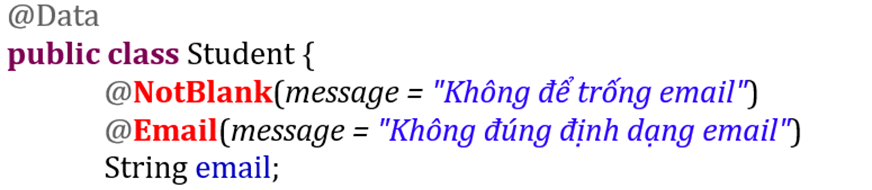 @Data
public class Student {
@NotBlank(message = "Không để trống email")
@Email(message = "Không đúng định dạng email")
String email;